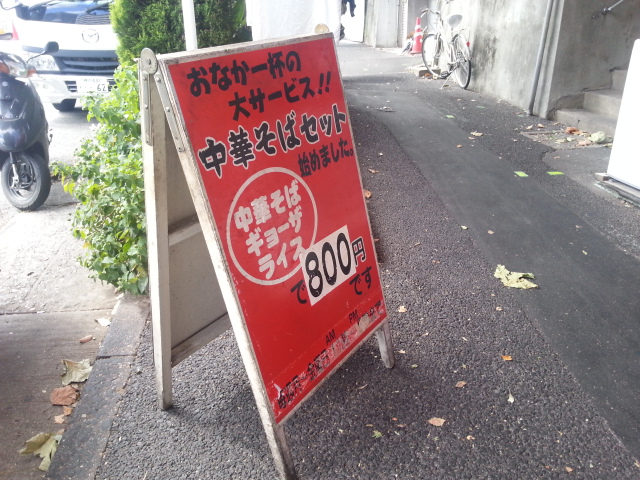 おなか一杯の
大サービス!!
中華そばセット
始めました。
中華そば
ギョーザ
ライス
で800円です
AM PM